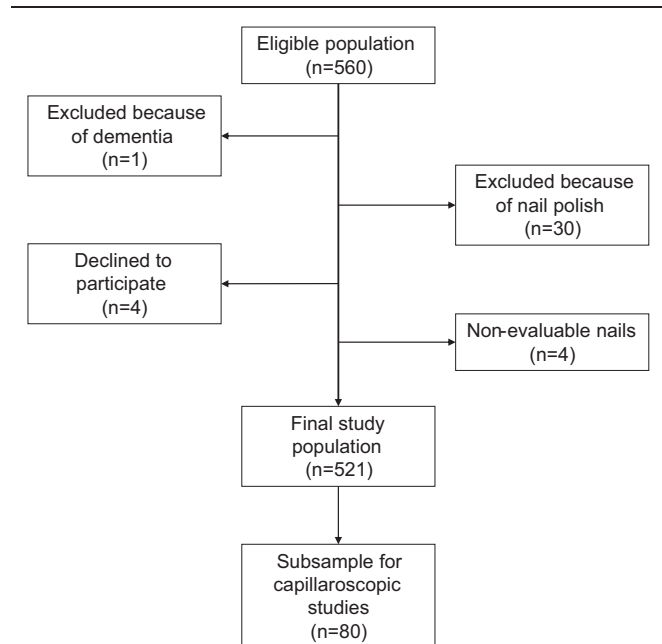 Eligible population
(n=560)
Excluded because
of dementia
(n=1)
Excluded because
of nail polish
(n=30)
Declined to
participate
(n=4)
Non-evaluable nails
(n=4)
Final study
population
(n=521)
Subsample for
capillaroscopic
studies
(n=80)